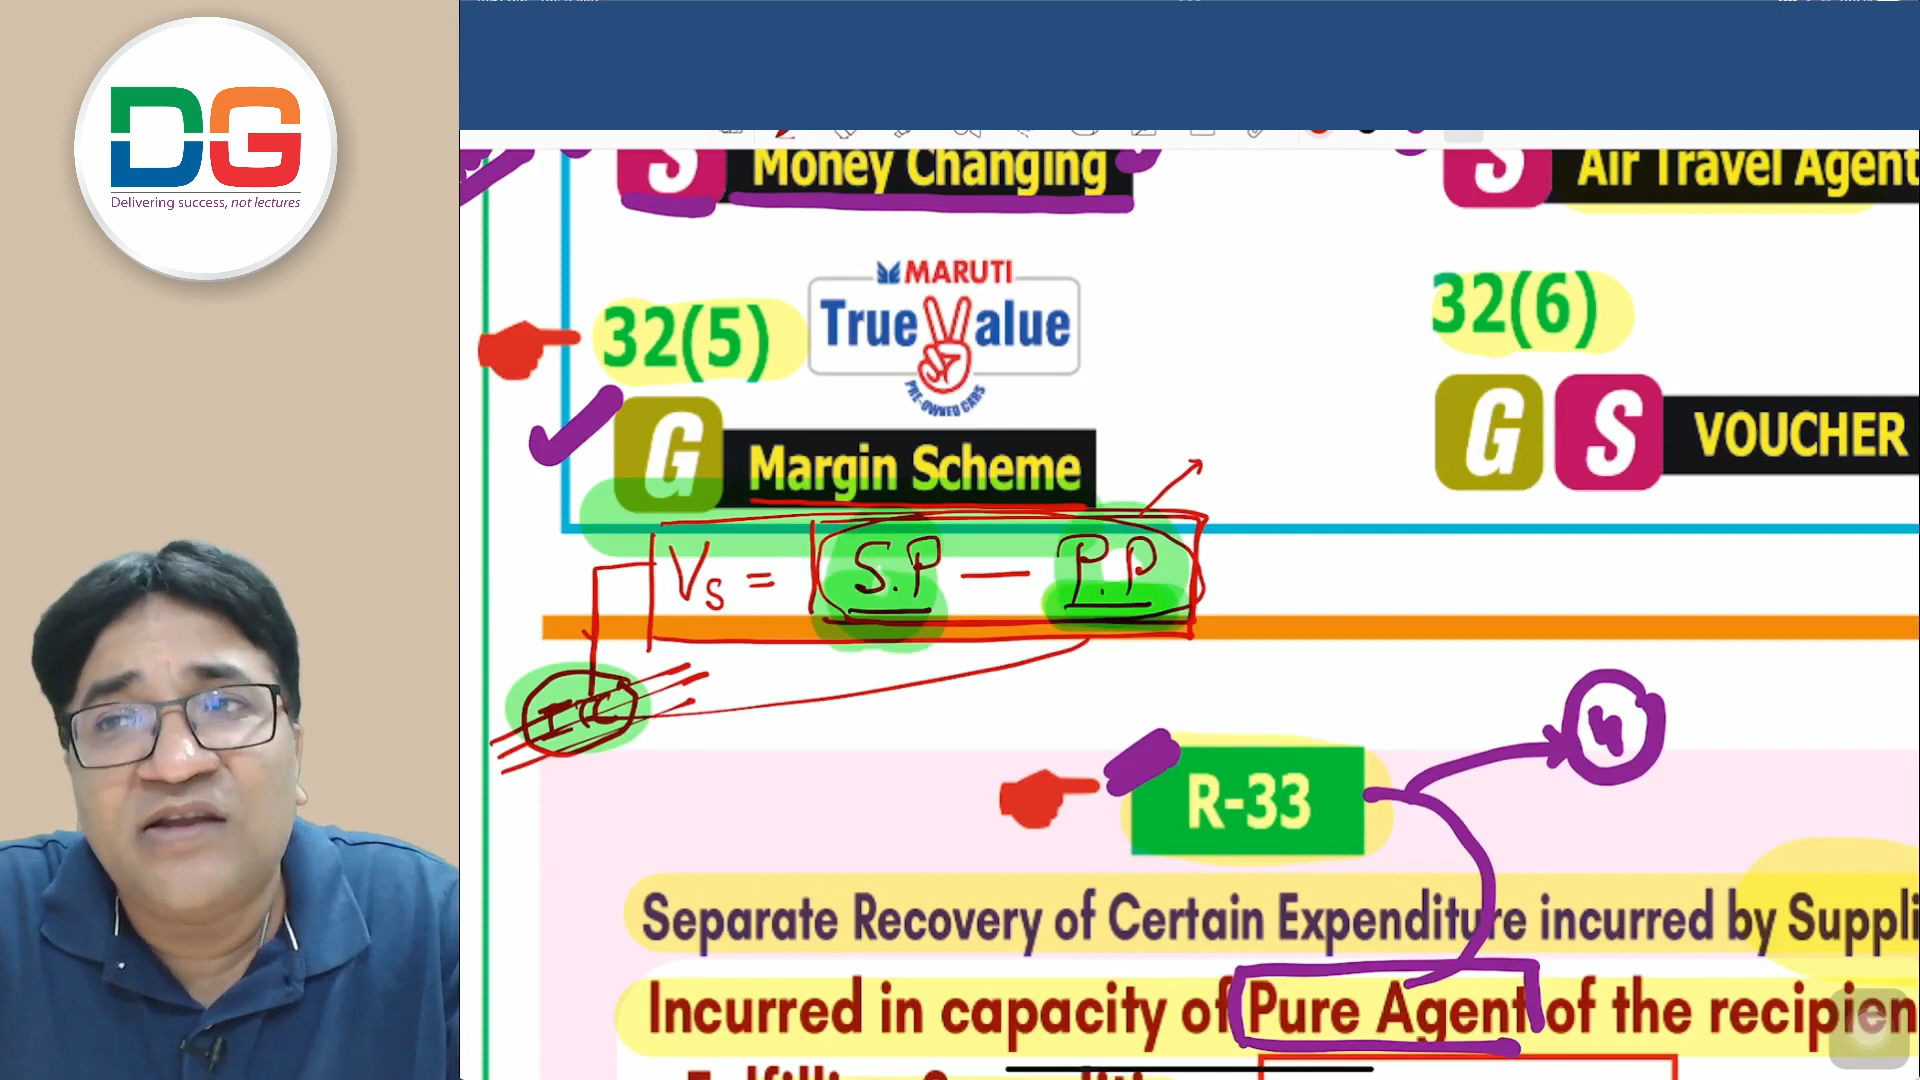 DG
Delivering success, not lectures
S Money Changing
S Air Travel Agent
32(5)
MARUTI
True Value
PRE-OWNED CARS
32(6)
G Margin Scheme
G S VOUCHER
Vs = S.P — P.P
R-33
4
Separate Recovery of Certain Expenditure incurred by Suppli
Incurred in capacity of Pure Agent of the recipien